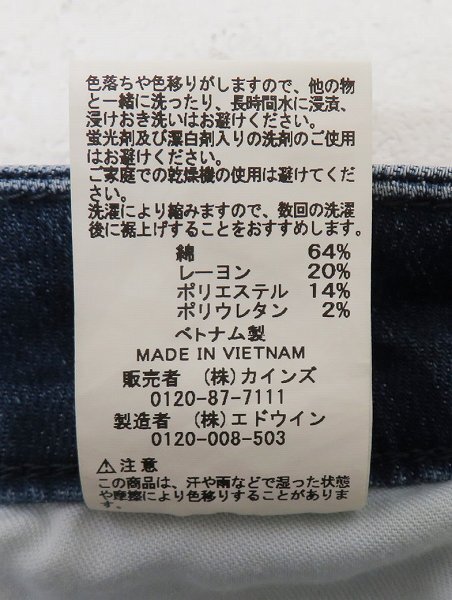 色落ちや色移りがしますので、他の物
と一緒に洗ったり、長時間水に浸漬、
浸けおき洗いはお避けください。
蛍光剤及び漂白剤入りの洗剤のご使用
はお避けください。
ご家庭での乾燥機の使用は避けてくだ
さい。
洗濯により縮みますので、数回の洗濯
後に裾上げすることをおすすめします。
綿 64%
レーヨン 20%
ポリエステル 14%
ポリウレタン 2%
ベトナム製
MADE IN VIETNAM
販売者 (株)カインズ
0120-87-7111
製造者 (株)エドウイン
0120-008-503
⚠注意
この商品は、汗や雨などで湿った状態
や摩擦により色移りすることがありま
す。